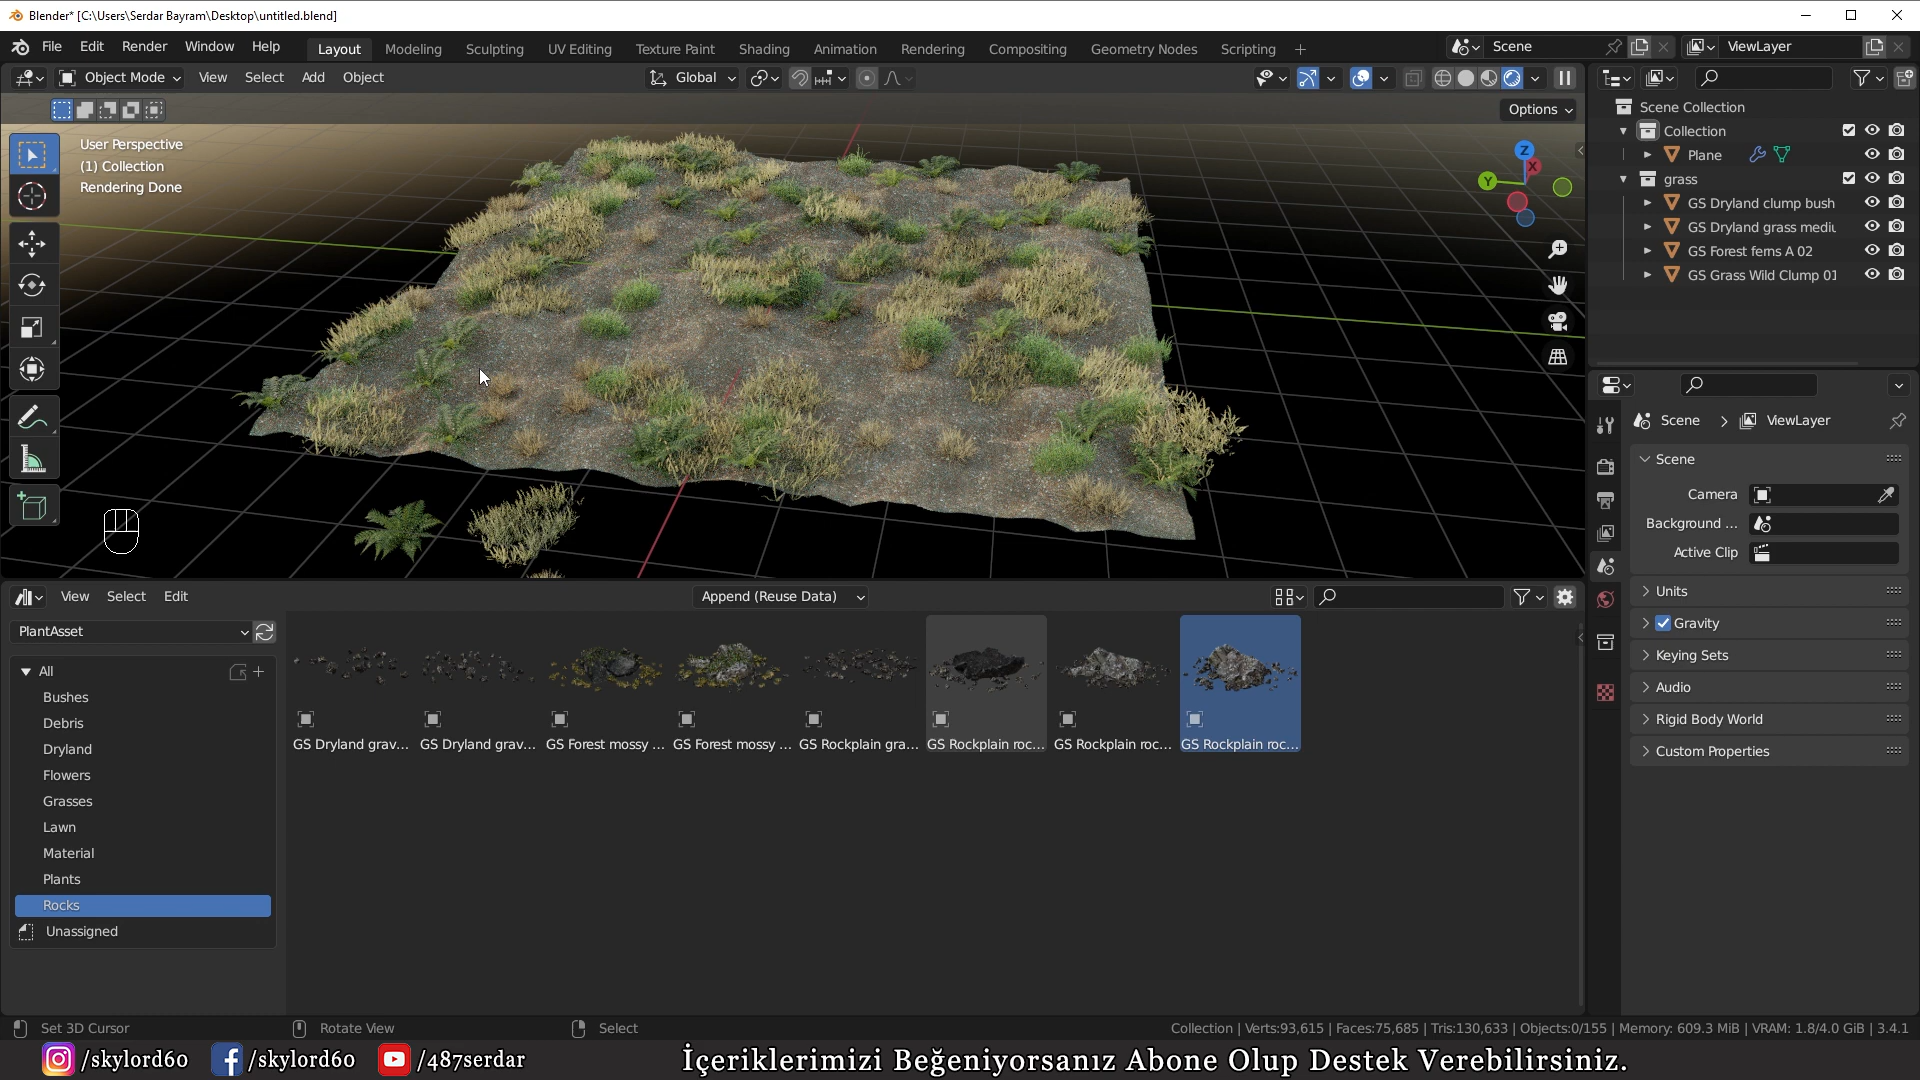 Blender* [C:\Users\Serdar Bayram\Desktop\untitled.blend]
File Edit Render Window Help Layout Modeling Sculpting UV Editing Texture Paint Shading Animation Rendering Compositing Geometry Nodes Scripting + Scene ViewLayer
Object Mode View Select Add Object Global
Options
User Perspective
(1) Collection
Rendering Done
Z
X
Y
Scene Collection
Collection
Plane
grass
GS Dryland clump bush
GS Dryland grass mediu
GS Forest ferns A 02
GS Grass Wild Clump 01
Scene > ViewLayer
Scene
Camera
Background ...
Active Clip
Units
Gravity
Keying Sets
Audio
Rigid Body World
Custom Properties
View Select Edit Append (Reuse Data)
PlantAsset
All
Bushes
Debris
Dryland
Flowers
Grasses
Lawn
Material
Plants
Rocks
Unassigned
GS Dryland grav... GS Dryland grav... GS Forest mossy ... GS Forest mossy ... GS Rockplain gra... GS Rockplain roc... GS Rockplain roc... GS Rockplain roc...
Set 3D Cursor Rotate View Select Collection | Verts:93,615 | Faces:75,685 | Tris:130,633 | Objects:0/155 | Memory: 609.3 MiB | VRAM: 1.8/4.0 GiB | 3.4.1
/skylord60 /skylord60 /487serdar İçeriklerimizi Beğeniyorsanız Abone Olup Destek Verebilirsiniz.